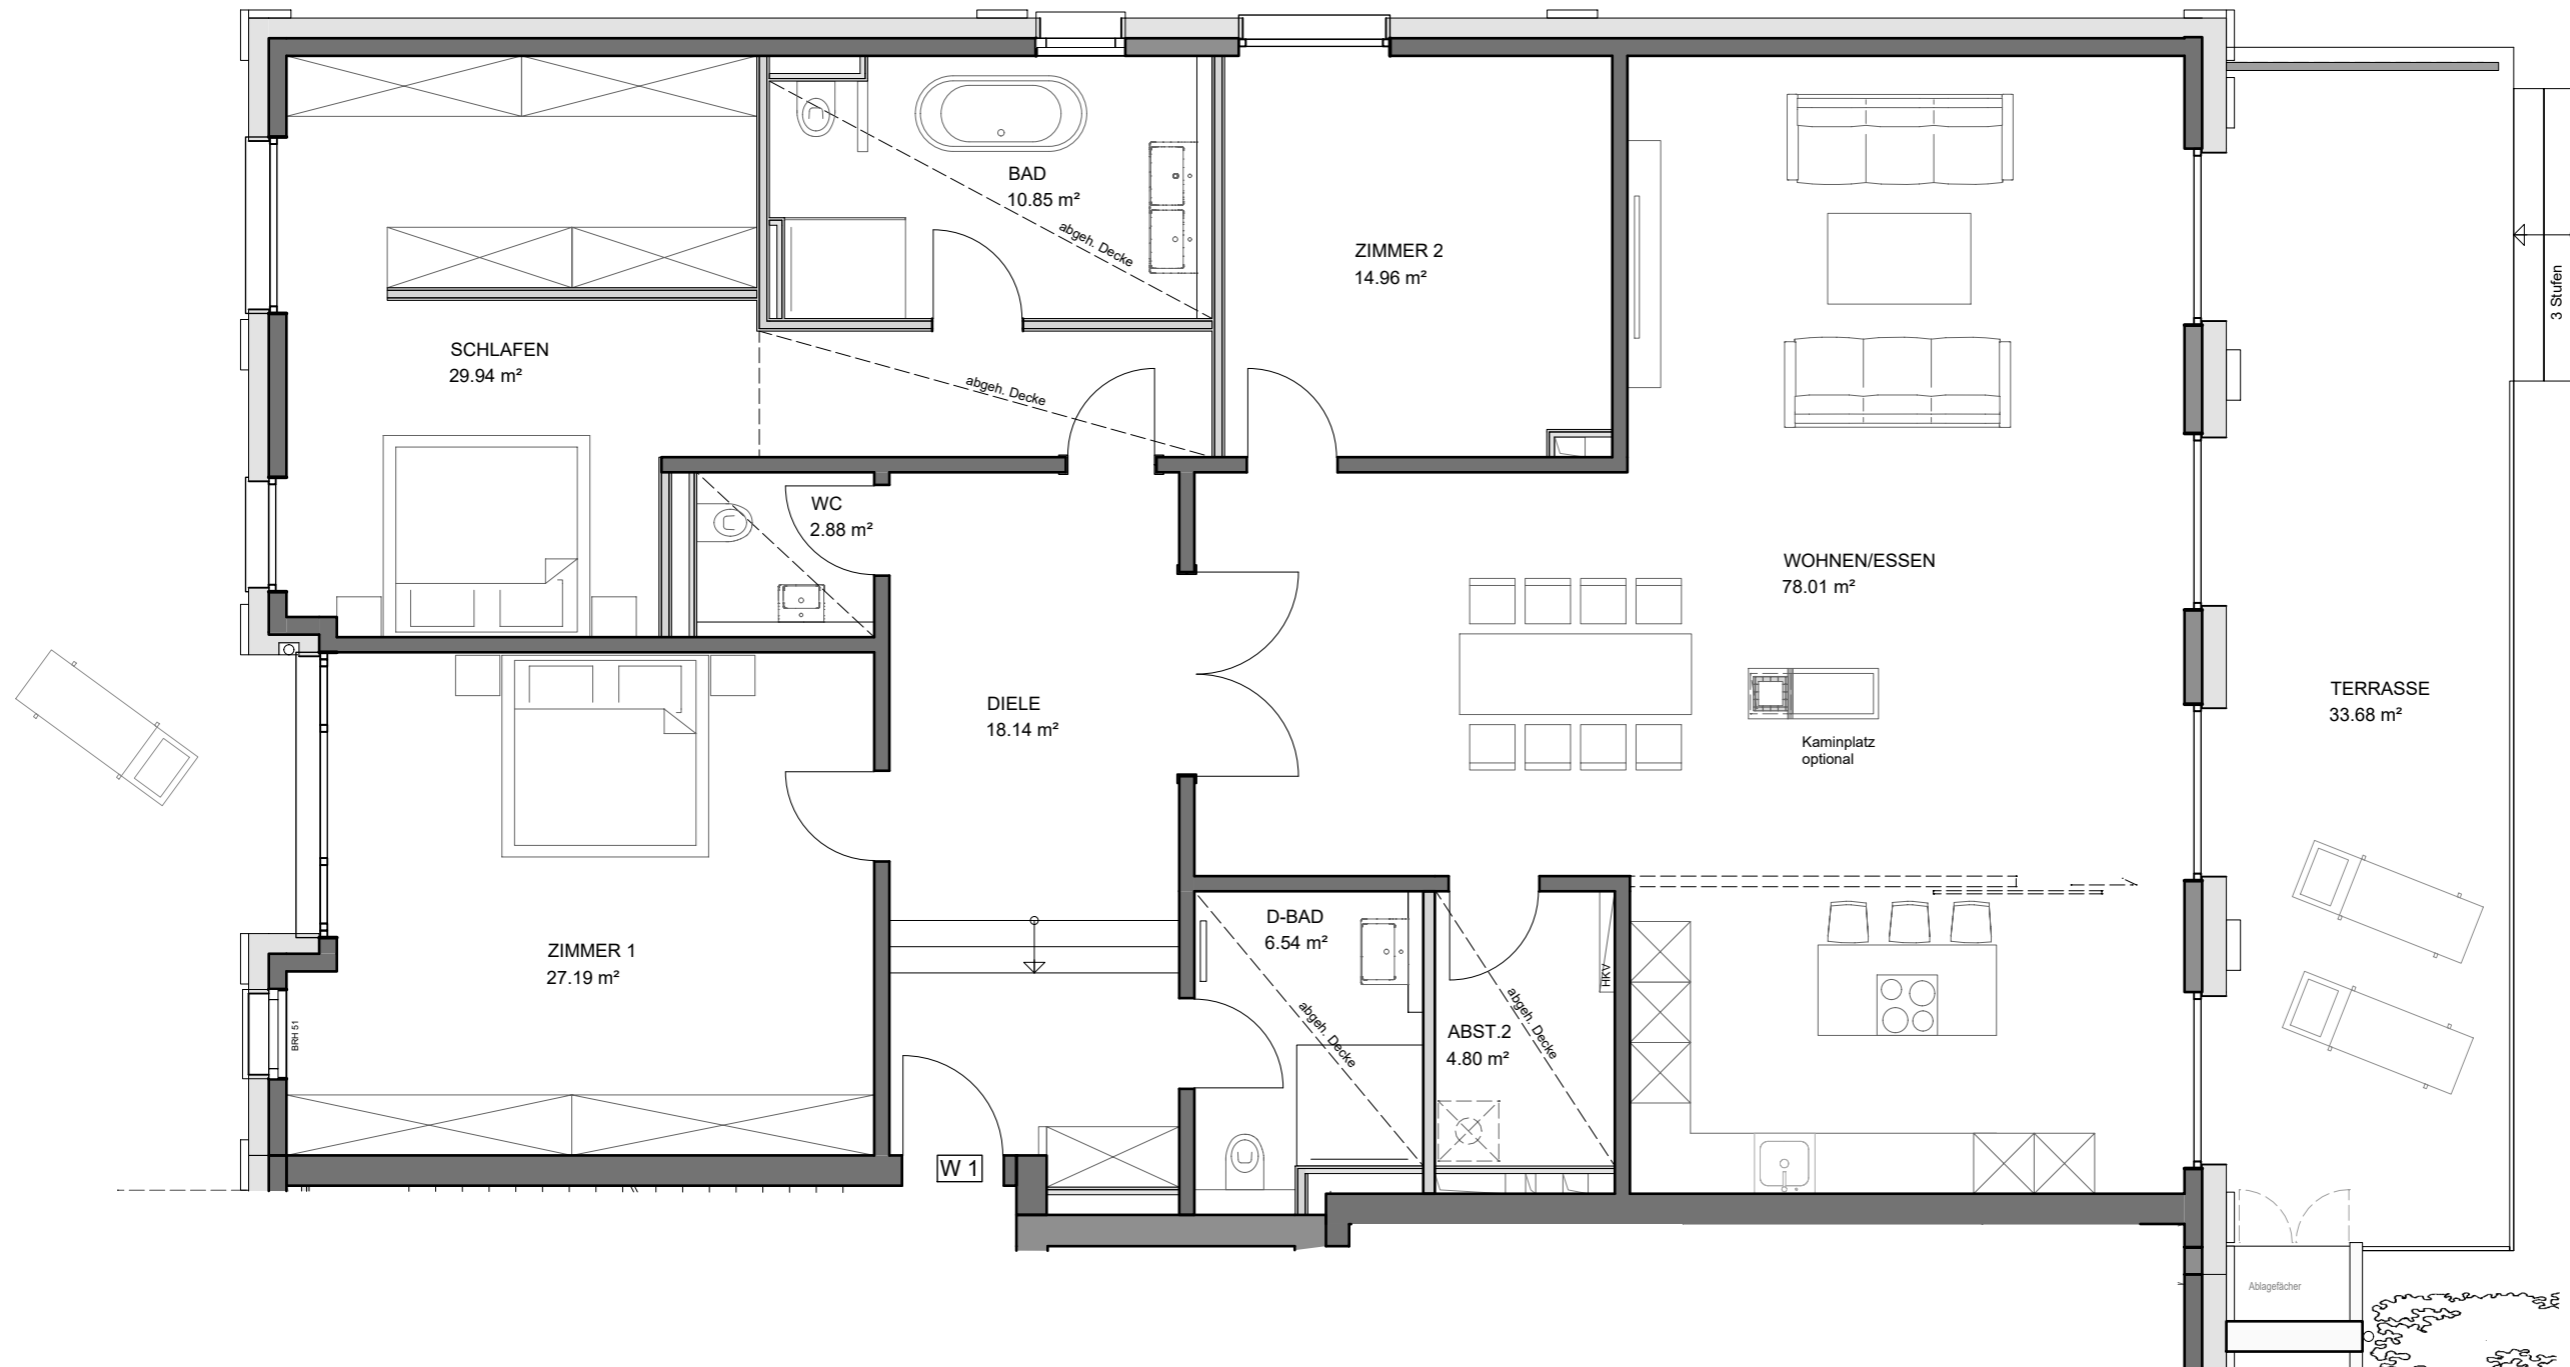 BAD
10.85 m²
abgeh. Decke
ZIMMER 2
14.96 m²
3 Stufen
SCHLAFEN
29.94 m²
abgeh. Decke
WC
2.88 m²
WOHNEN/ESSEN
78.01 m²
DIELE
18.14 m²
TERRASSE
33.68 m²
Kaminplatz
optional
ZIMMER 1
27.19 m²
BRH 51
D-BAD
6.54 m²
abgeh. Decke
HKV
ABST.2
4.80 m²
abgeh. Decke
W 1
Ablagefächer